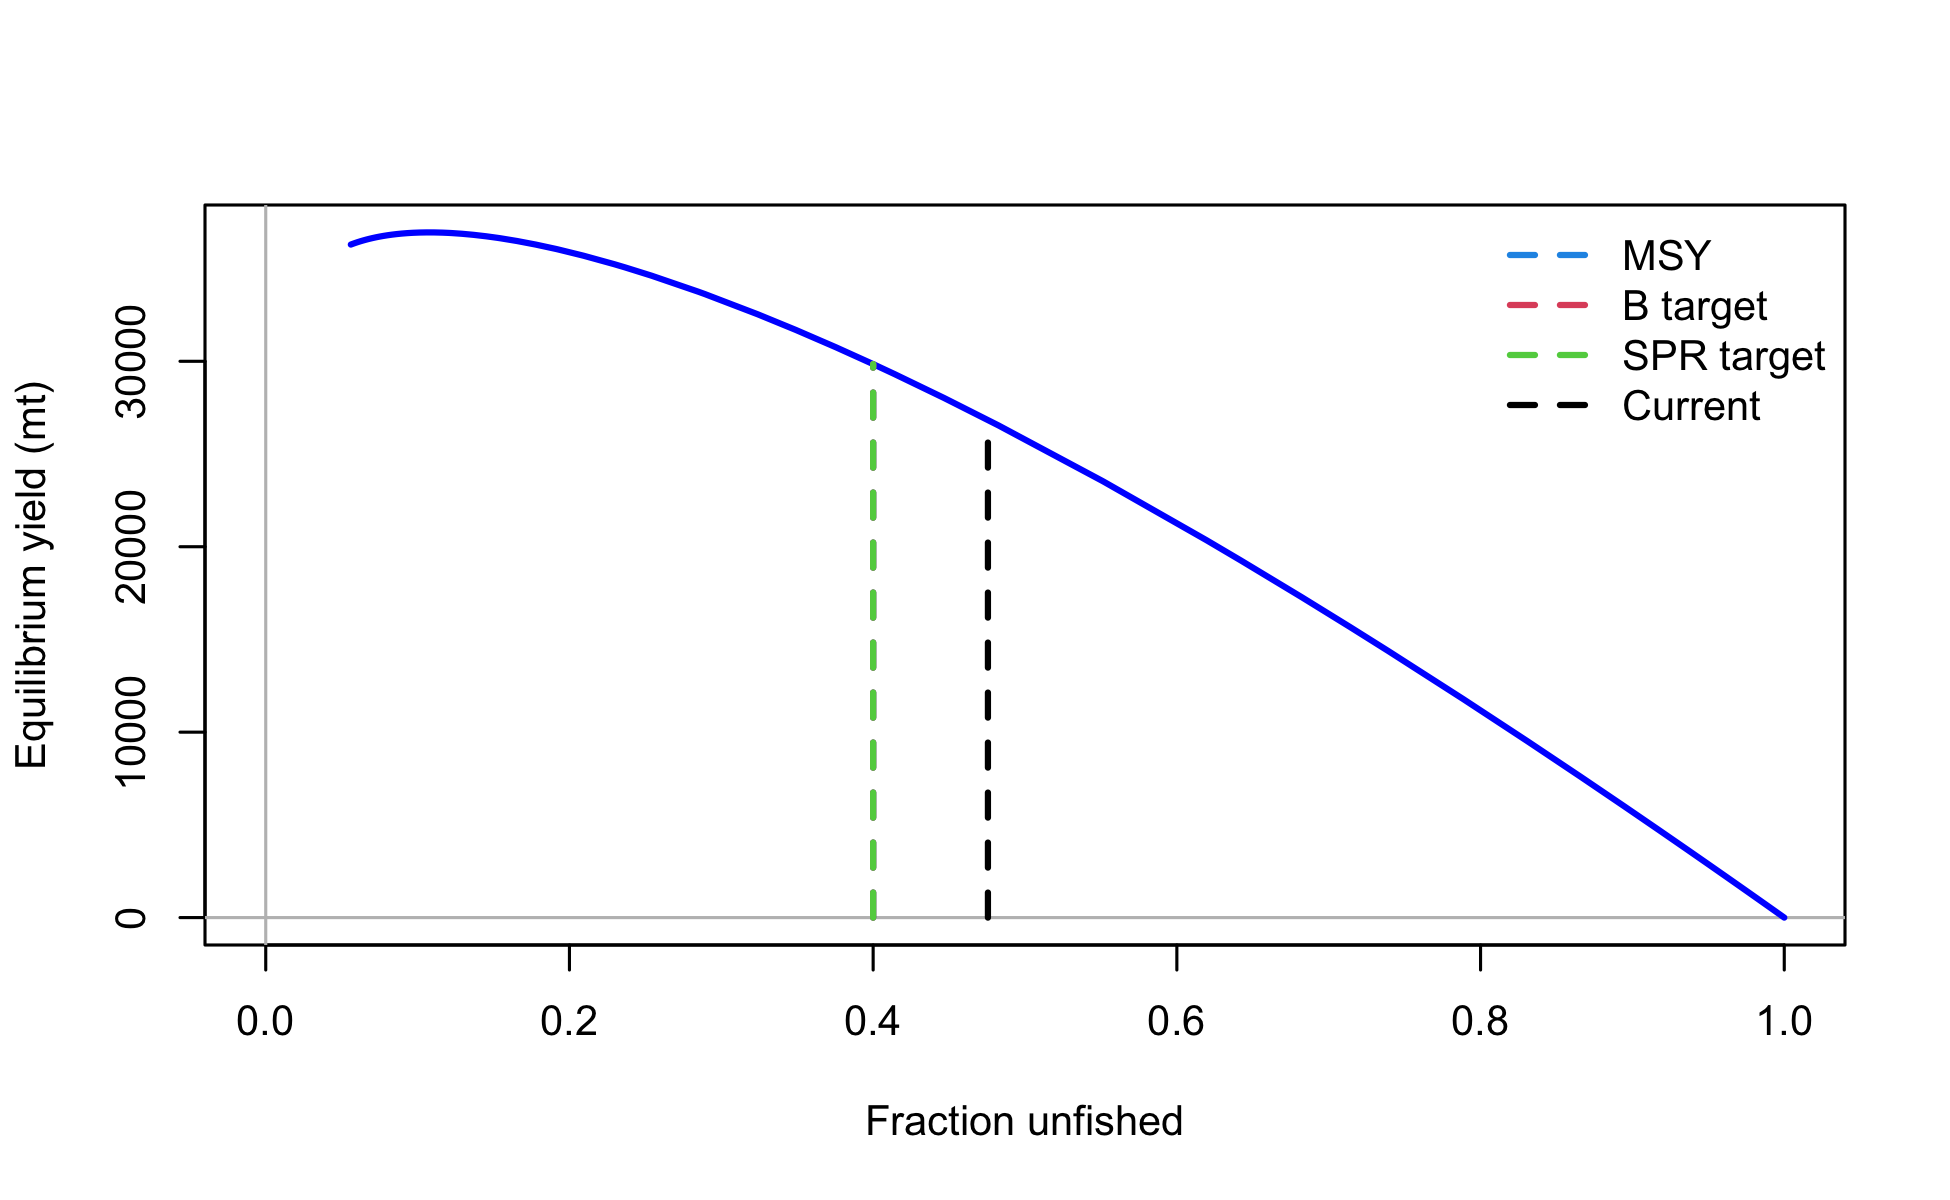 MSY
B target
SPR target
Current
Equilibrium yield (mt)
30000
20000
10000
0
0.0 0.2 0.4 0.6 0.8 1.0
Fraction unfished